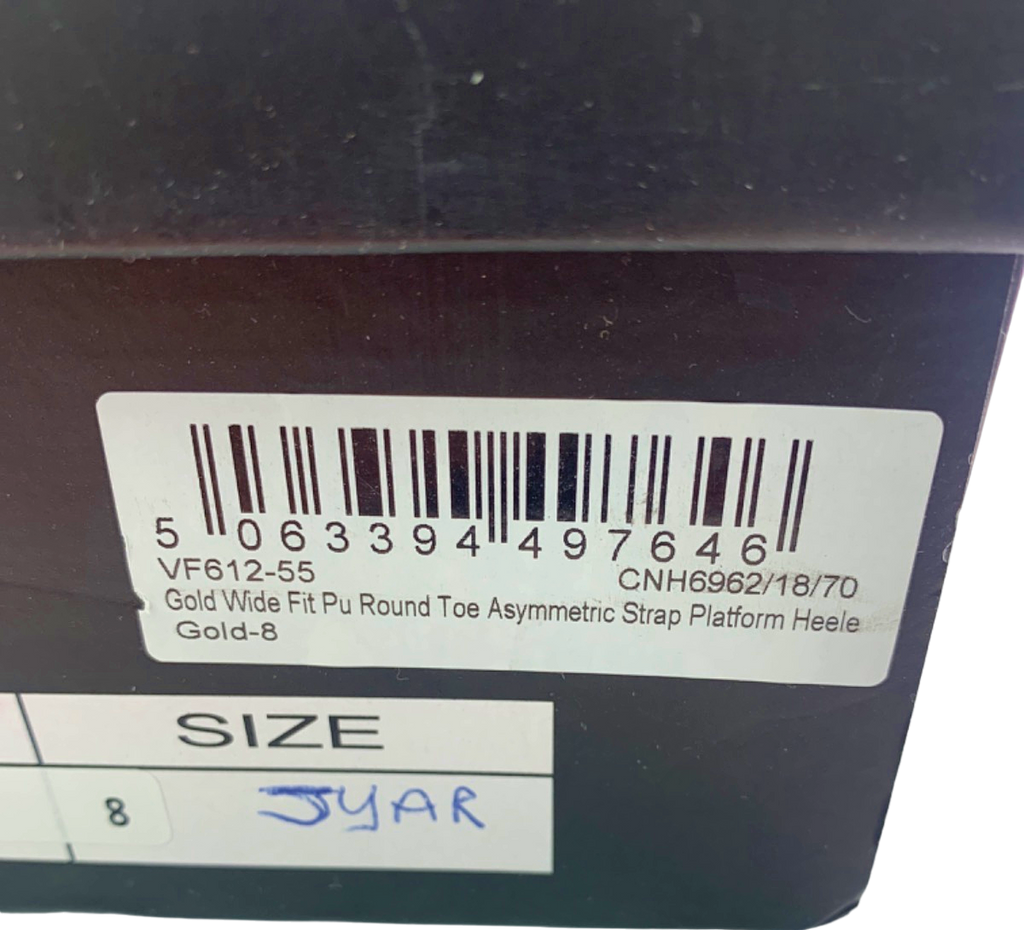 5 063394 497646
VF612-55 CNH6962/18/70
Gold Wide Fit Pu Round Toe Asymmetric Strap Platform Heele
Gold-8
SIZE
8 JYAR